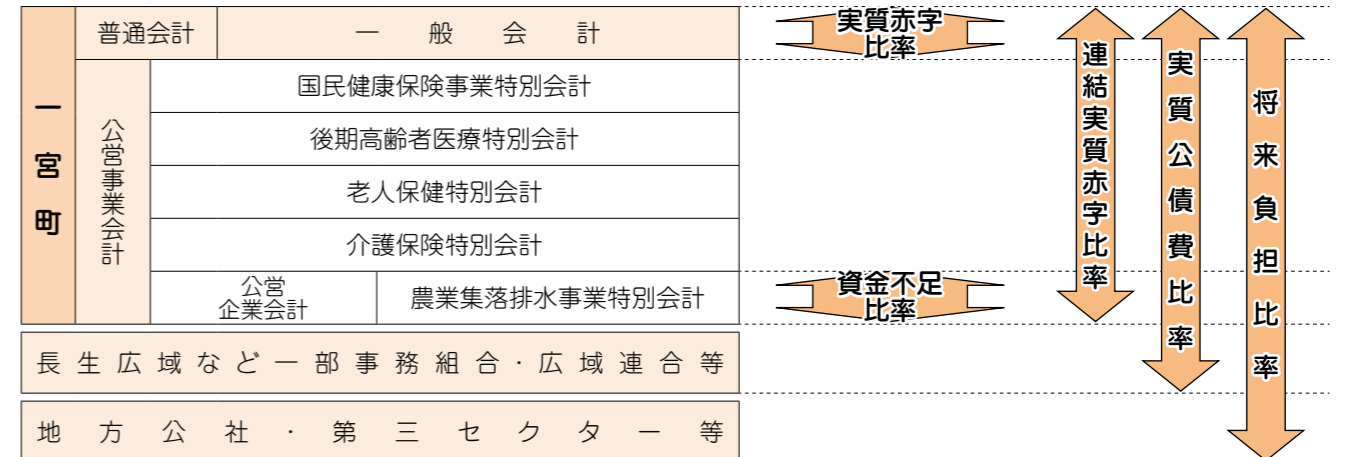 一宮町
普通会計
一般会計
実質赤字
比率
公営事業会計
国民健康保険事業特別会計
後期高齢者医療特別会計
老人保健特別会計
介護保険特別会計
公営
企業会計
農業集落排水事業特別会計
資金不足
比率
連結実質赤字比率
実質公債費比率
将来負担比率
長生広域など一部事務組合・広域連合等
地方公社・第三セクター等